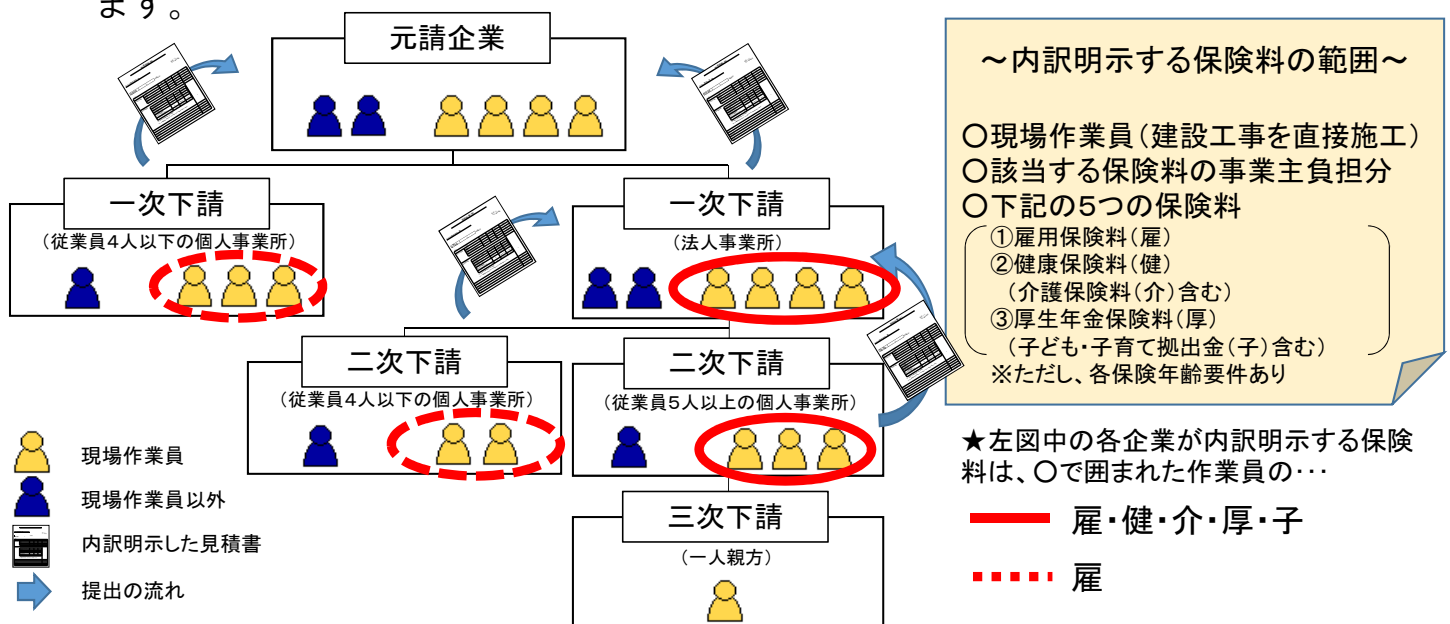 ます。
元請企業
一次下請
(従業員4人以下の個人事業所)
一次下請
(法人事業所)
二次下請
(従業員4人以下の個人事業所)
二次下請
(従業員5人以上の個人事業所)
三次下請
(一人親方)
現場作業員
現場作業員以外
内訳明示した見積書
提出の流れ
~内訳明示する保険料の範囲~
○現場作業員(建設工事を直接施工)
○該当する保険料の事業主負担分
○下記の5つの保険料
①雇用保険料(雇)
②健康保険料(健)
(介護保険料(介)含む)
③厚生年金保険料(厚)
(子ども・子育て拠出金(子)含む)
※ただし、各保険年齢要件あり
★左図中の各企業が内訳明示する保険
料は、○で囲まれた作業員の…
雇・健・介・厚・子
雇